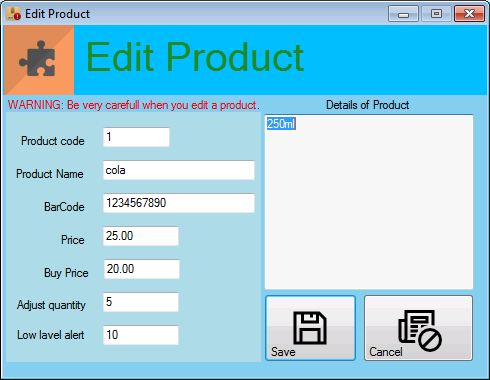 Edit Product
Edit Product
WARNING: Be very carefull when you edit a product.
Details of Product
250ml
Product code 1
Product Name cola
BarCode 1234567890
Price 25.00
Buy Price 20.00
Adjust quantity 5
Low lavel alert 10
Save
Cancel